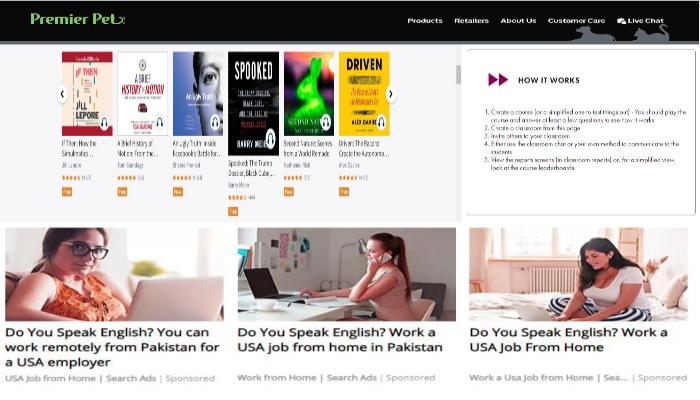 Premier Pet
Products Retailers About Us Customer Care Live Chat
IF THEN
JILL LEPORE
A BRIEF
HISTORY of MOTION
An Ugly Truth
SPOOKED
BARRY MEIER
SECOND NATURE
DRIVEN
ALEX DAVIES
If Then: How the
Simulmatics ...
Jill Lepore
Free
A Brief History of
Motion: From the...
Tom Standage
Free
An Ugly Truth: Inside
Facebook's Battle for...
Sheera Frenkel
Free
Spooked: The Trump
Dossier, Black Cube,...
Barry Meier
Free
Second Nature: Scenes
from a World Remade
Nathaniel Rich
Free
Driven: The Race to
Create the Autonomo...
Alex Davies
Free
HOW IT WORKS
1. Create a course (or a simplified one to test things out) - You should play the
course and answer at least a few questions to see how it works
2. Create a classroom from this page
3. Invite others to your classroom
4. Either use the classroom chat or your own method to communicate to the
students
5. View the reports screens (in classroom reports) or, for a simplified view,
look at the course leaderboards
Do You Speak English? You can
work remotely from Pakistan for
a USA employer
USA Job from Home | Search Ads | Sponsored
Do You Speak English? Work a
USA job from home in Pakistan
Work from Home | Search Ads | Sponsored
Do You Speak English? Work a
USA Job From Home
Work a Usa Job from Home | Sea... | Sponsored